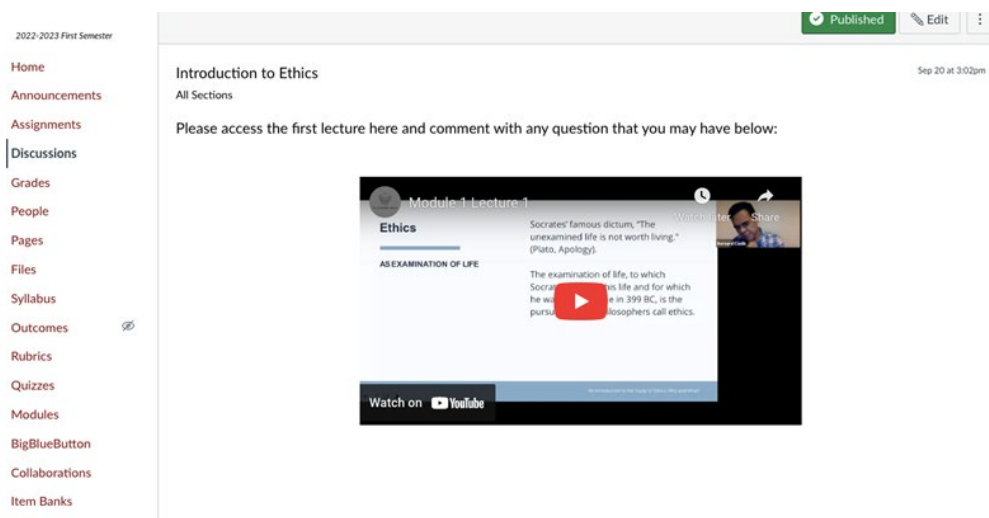 2022-2023 First Semester
Home
Announcements
Assignments
Discussions
Grades
People
Pages
Files
Syllabus
Outcomes
Rubrics
Quizzes
Modules
BigBlueButton
Collaborations
Item Banks
Published
Edit
Introduction to Ethics
Sep 20 at 3:02pm
All Sections
Please access the first lecture here and comment with any question that you may have below:
Module 1 Lecture 1
Watch later
Share
Ethics
AS EXAMINATION OF LIFE
Socrates' famous dictum, "The
unexamined life is not worth living."
(Plato, Apology).
The examination of life, to which
his life and for which
he in 399 BC, is the
philosophers call ethics.
Watch on YouTube